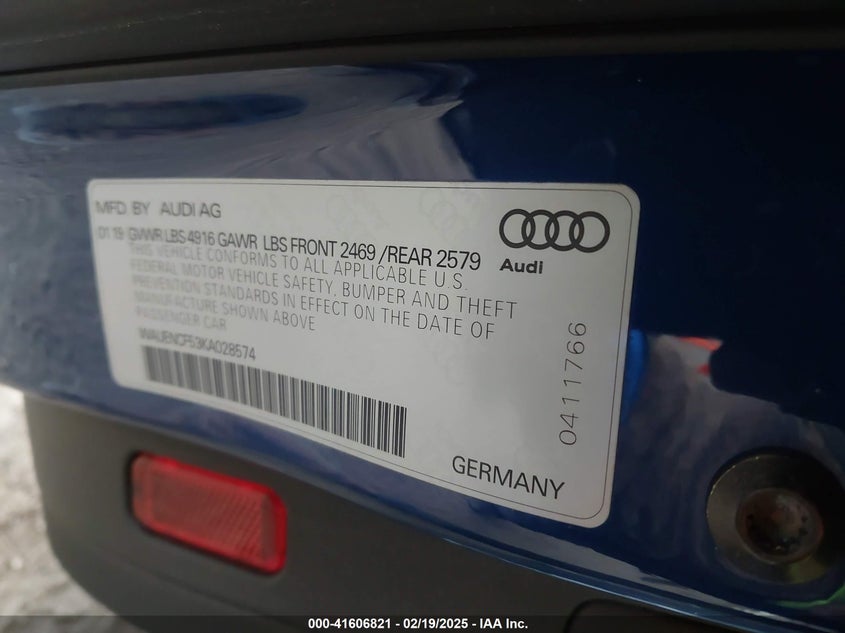 MFD. BY AUDI AG
01 19 GVWR LBS 4916 GAWR LBS FRONT 2469 /REAR 2579
THIS VEHICLE CONFORMS TO ALL APPLICABLE U.S.
FEDERAL MOTOR VEHICLE SAFETY, BUMPER AND THEFT
PREVENTION STANDARDS IN EFFECT ON THE DATE OF
MANUFACTURE SHOWN ABOVE
PASSENGER CAR
WAUENCF53KA028574
Audi
0411766
GERMANY
000-41606821 / 02/19/2025 - IAA Inc.